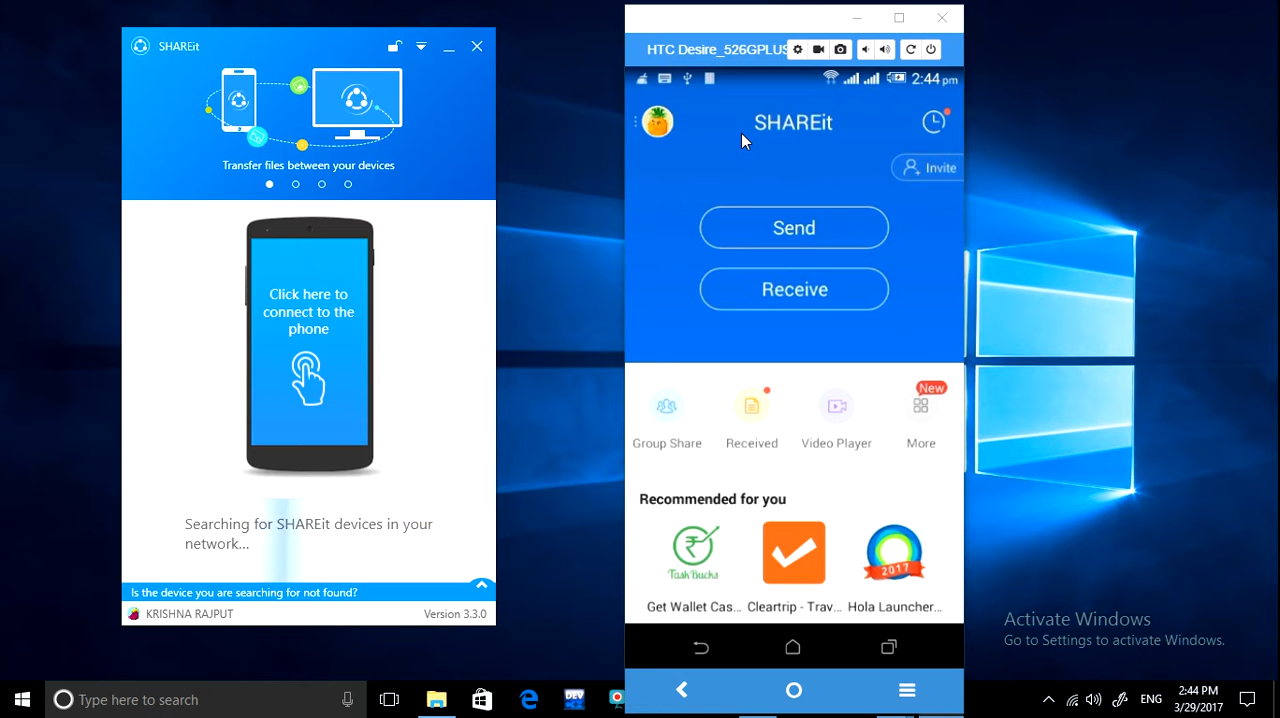 SHAREit
Transfer files between your devices
Click here to
connect to the
phone
Searching for SHAREit devices in your
network...
Is the device you are searching for not found?
KRISHNA RAJPUT
Version 3.3.0
HTC Desire_526GPLUS
2:44 pm
SHAREit
Invite
Send
Receive
New
Group Share
Received
Video Player
More
Recommended for you
TaskBucks
2017
Get Wallet Cas...
Cleartrip - Trav...
Hola Launcher...
Activate Windows
Go to Settings to activate Windows.
Type here to search
DEV
ENG
2:44 PM
3/29/2017